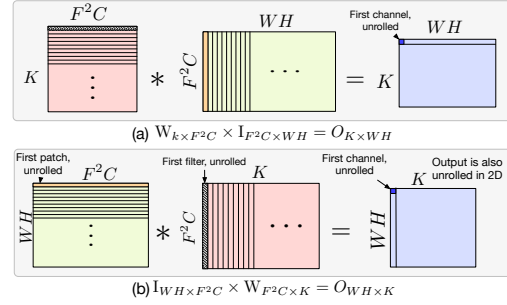 F²C
K
*
F²C
WH
=
First channel,
unrolled
WH
K
(a) W_{k×F²C} × I_{F²C×WH} = O_{K×WH}
First patch,
unrolled
F²C
WH
*
First filter, unrolled
K
F²C
=
First channel,
unrolled
K
WH
Output is also
unrolled in 2D
(b) I_{WH×F²C} × W_{F²C×K} = O_{WH×K}